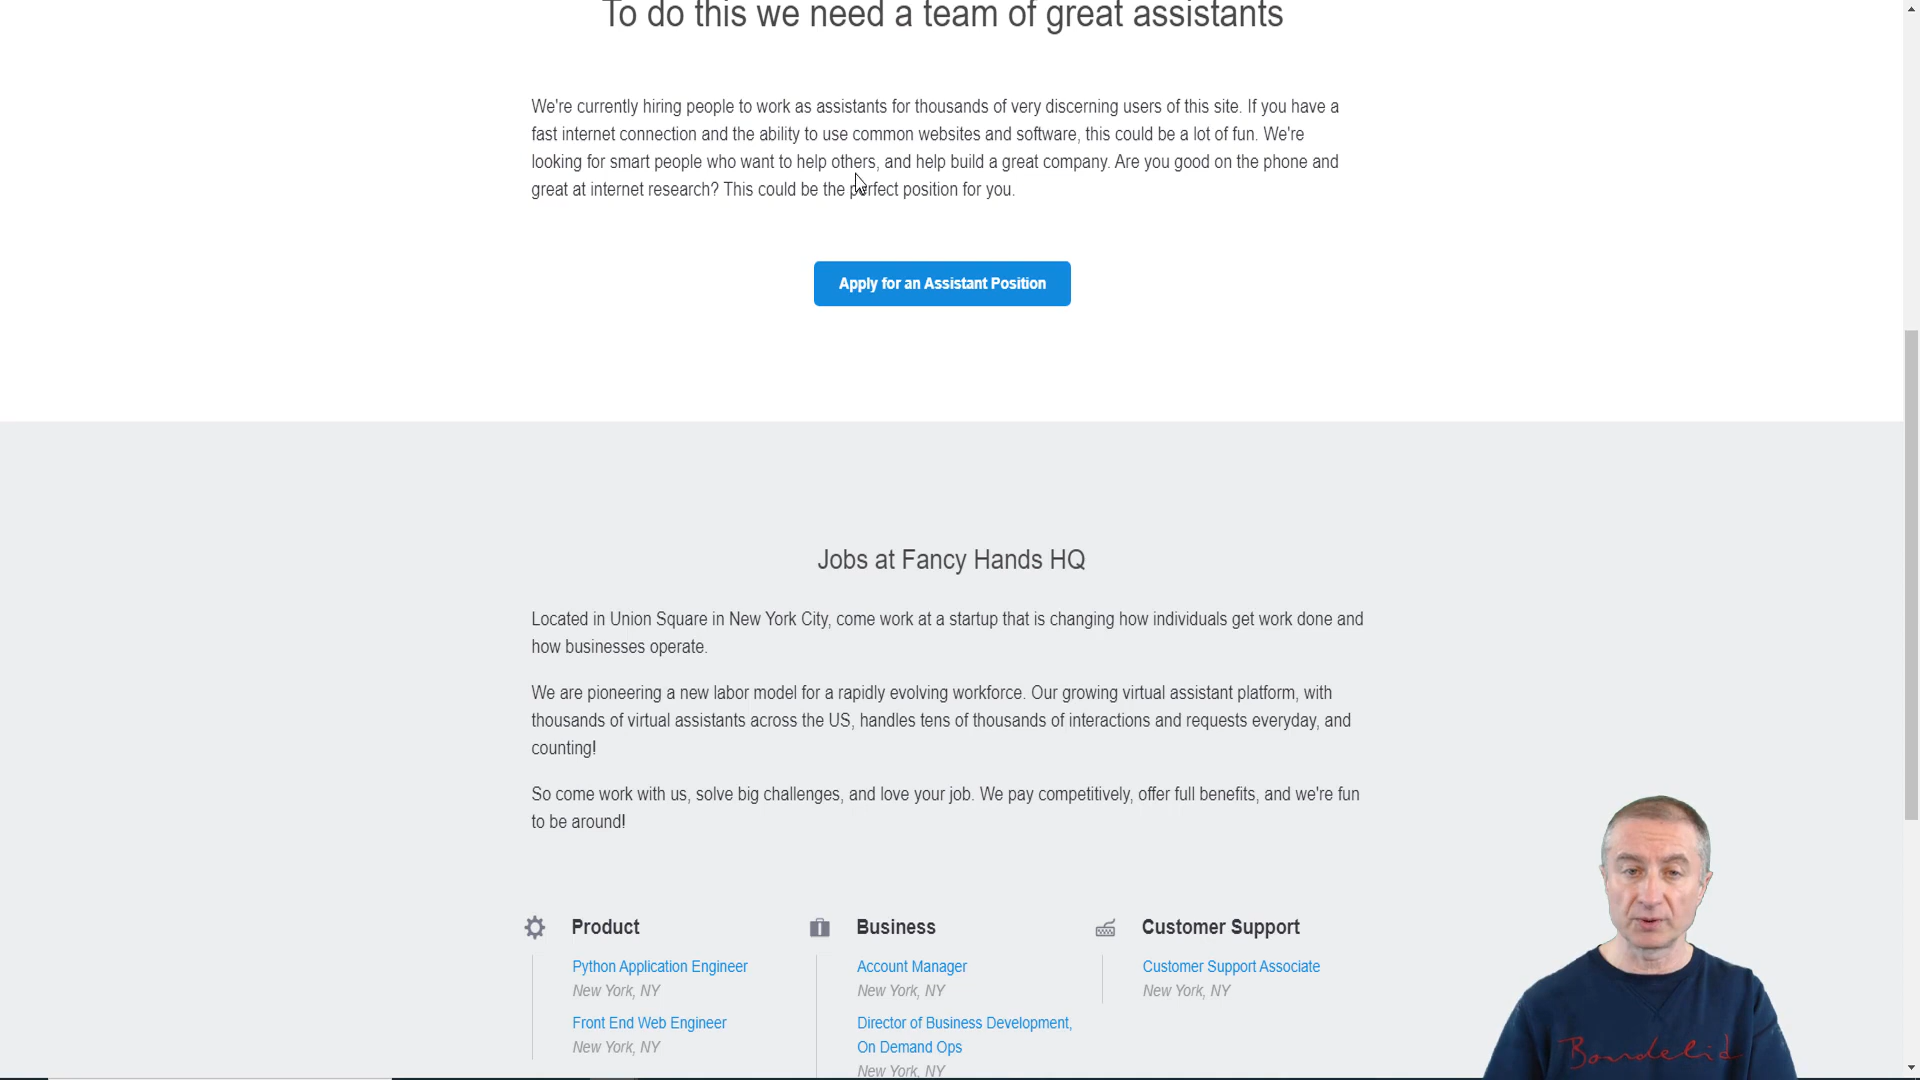 To do this we need a team of great assistants
We're currently hiring people to work as assistants for thousands of very discerning users of this site. If you have a
fast internet connection and the ability to use common websites and software, this could be a lot of fun. We're
looking for smart people who want to help others, and help build a great company. Are you good on the phone and
great at internet research? This could be the perfect position for you.
Apply for an Assistant Position
Jobs at Fancy Hands HQ
Located in Union Square in New York City, come work at a startup that is changing how individuals get work done and
how businesses operate.
We are pioneering a new labor model for a rapidly evolving workforce. Our growing virtual assistant platform, with
thousands of virtual assistants across the US, handles tens of thousands of interactions and requests everyday, and
counting!
So come work with us, solve big challenges, and love your job. We pay competitively, offer full benefits, and we're fun
to be around!
Product
Python Application Engineer
New York, NY
Front End Web Engineer
New York, NY
Business
Account Manager
New York, NY
Director of Business Development,
On Demand Ops
New York, NY
Customer Support
Customer Support Associate
New York, NY